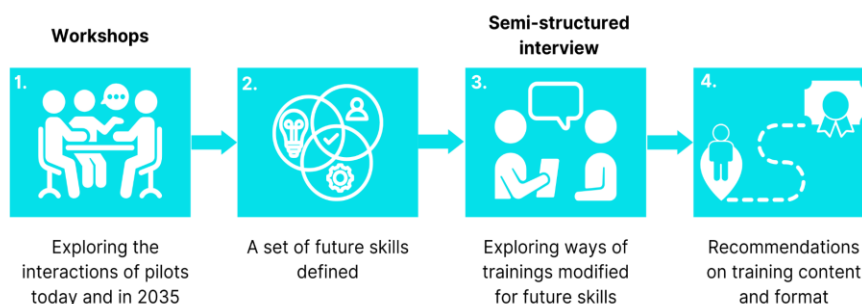 Workshops
Semi-structured
interview
1.
2.
3.
4.
Exploring the
interactions of pilots
today and in 2035
A set of future skills
defined
Exploring ways of
trainings modified
for future skills
Recommendations
on training content
and format